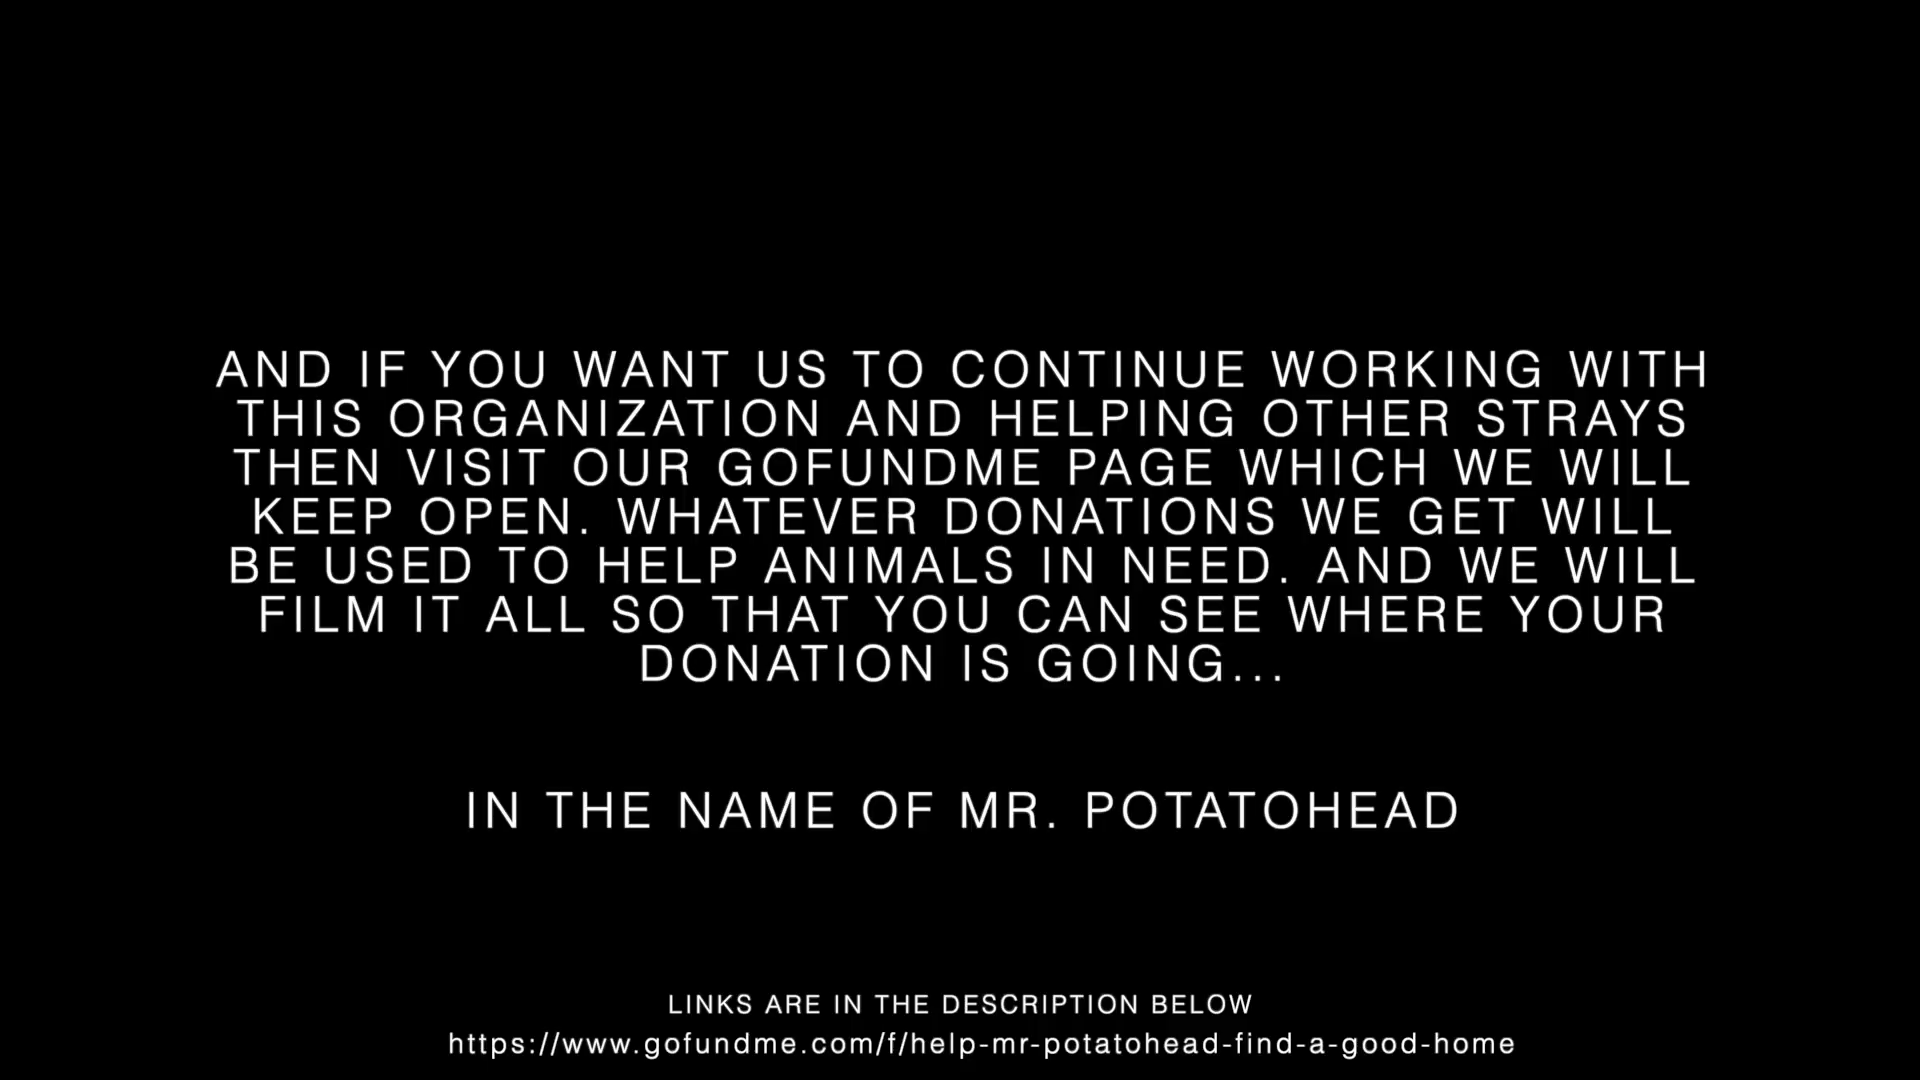 AND IF YOU WANT US TO CONTINUE WORKING WITH
THIS ORGANIZATION AND HELPING OTHER STRAYS
THEN VISIT OUR GOFUNDME PAGE WHICH WE WILL
KEEP OPEN. WHATEVER DONATIONS WE GET WILL
BE USED TO HELP ANIMALS IN NEED. AND WE WILL
FILM IT ALL SO THAT YOU CAN SEE WHERE YOUR
DONATION IS GOING...
IN THE NAME OF MR. POTATOHEAD
LINKS ARE IN THE DESCRIPTION BELOW
https://www.gofundme.com/f/help-mr-potatohead-find-a-good-home